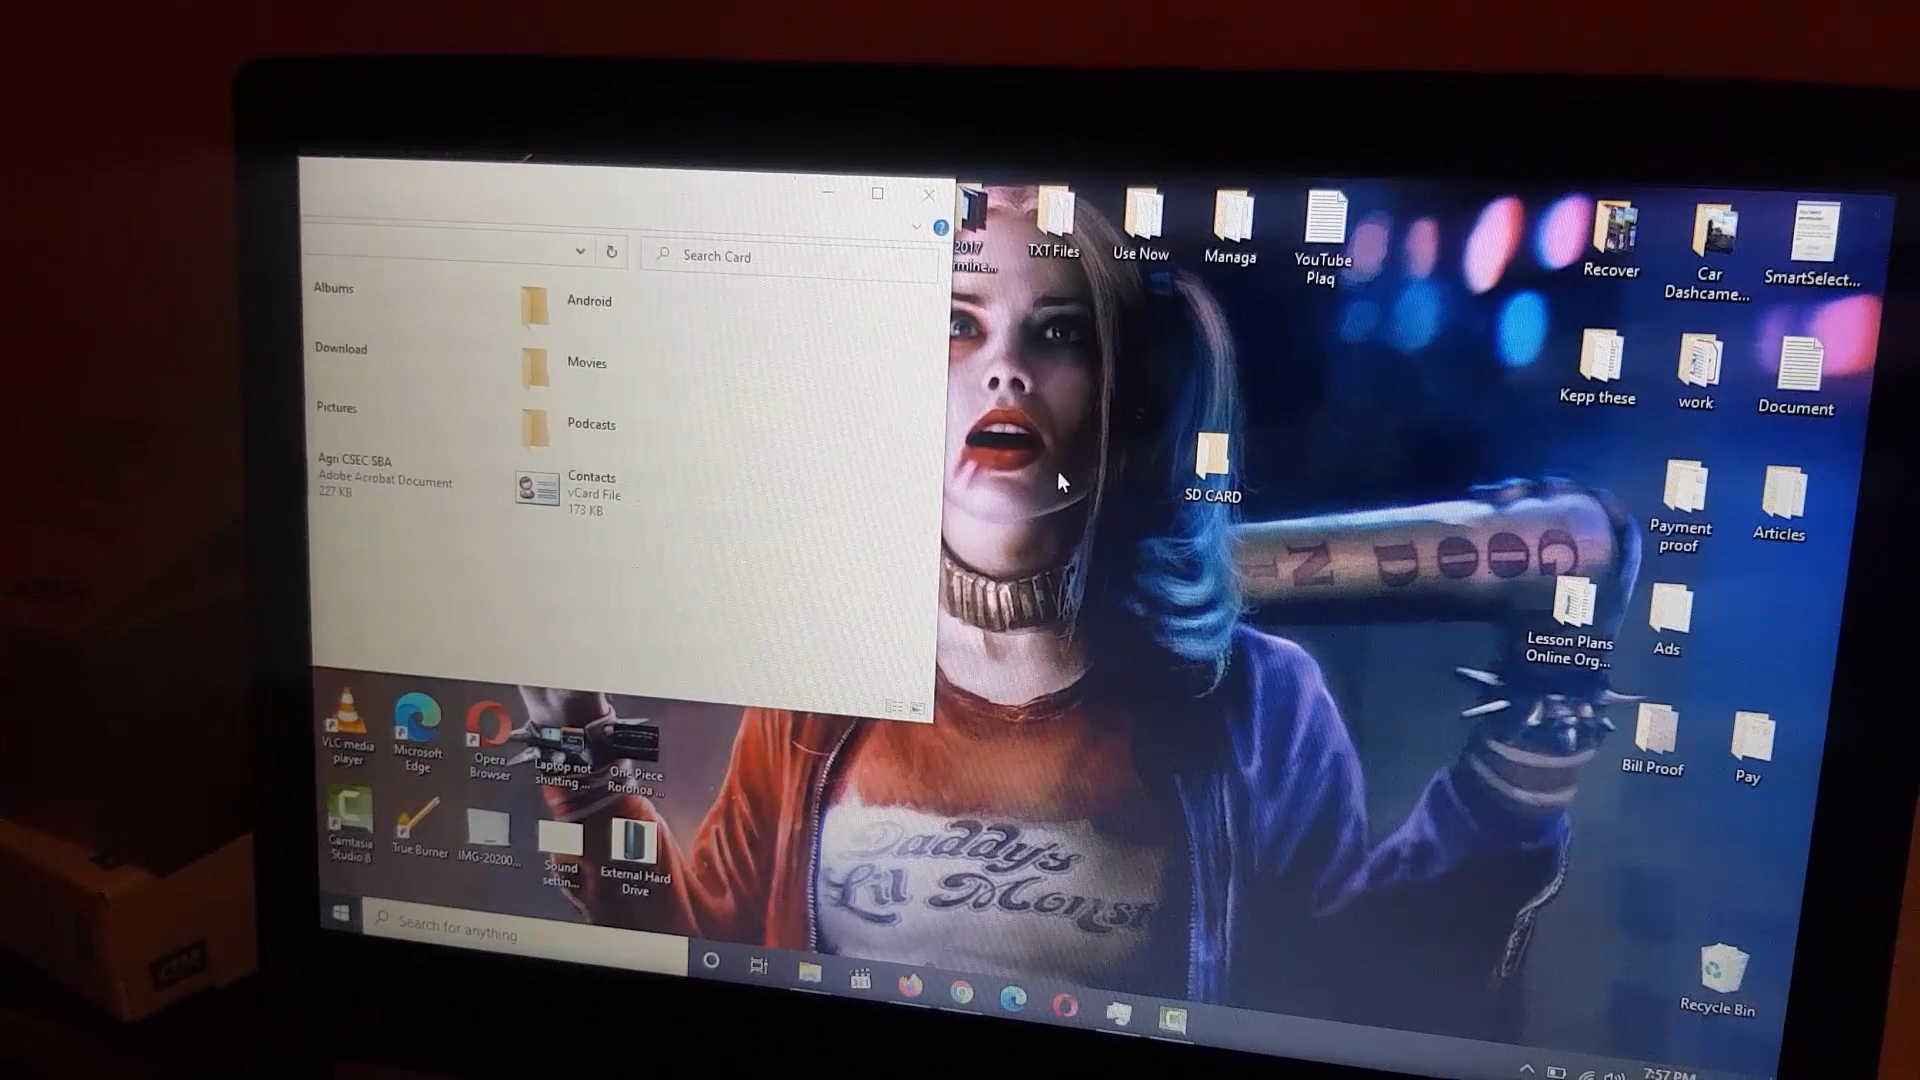 Search Card
Albums
Android
Download
Movies
Pictures
Podcasts
Agri CSEC SBA
Adobe Acrobat Document
227 KB
Contacts
vCard File
173 KB
2017
TXT Files
Use Now
Managa
YouTube
Plaq
Recover
Car
Dashcame...
SmartSelect...
Kepp these
work
Document
SD CARD
Payment
proof
Articles
GOOD N
Lesson Plans
Online Org...
Ads
Bill Proof
Pay
VLC media
player
Microsoft
Edge
Opera
Browser
Laptop not
shutting ...
One Piece
Roronoa ...
Camtasia
Studio 8
True Burner
IMG-20200...
Sound
settin...
External Hard
Drive
Daddy's
Lil Monst
Search for anything
Recycle Bin
7:57 PM